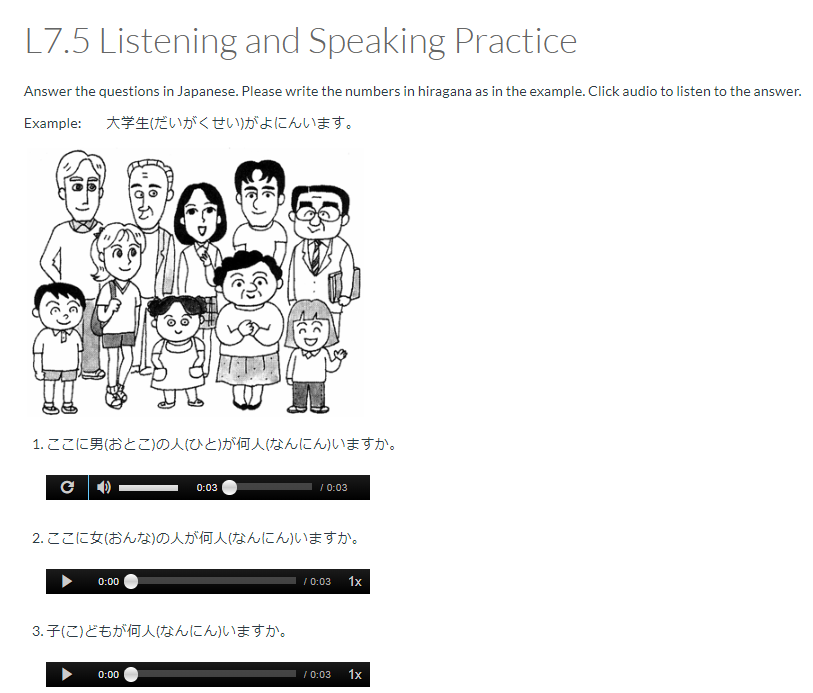 L7.5 Listening and Speaking Practice
Answer the questions in Japanese. Please write the numbers in hiragana as in the example. Click audio to listen to the answer.
Example: 大学生(だいがくせい)がよにんいます。
1. ここに男(おとこ)の人(ひと)が何人(なんにん)いますか。
0:03 / 0:03
2. ここに女(おんな)の人が何人(なんにん)いますか。
0:00 / 0:03 1x
3. 子(こ)どもが何人(なんにん)いますか。
0:00 / 0:03 1x